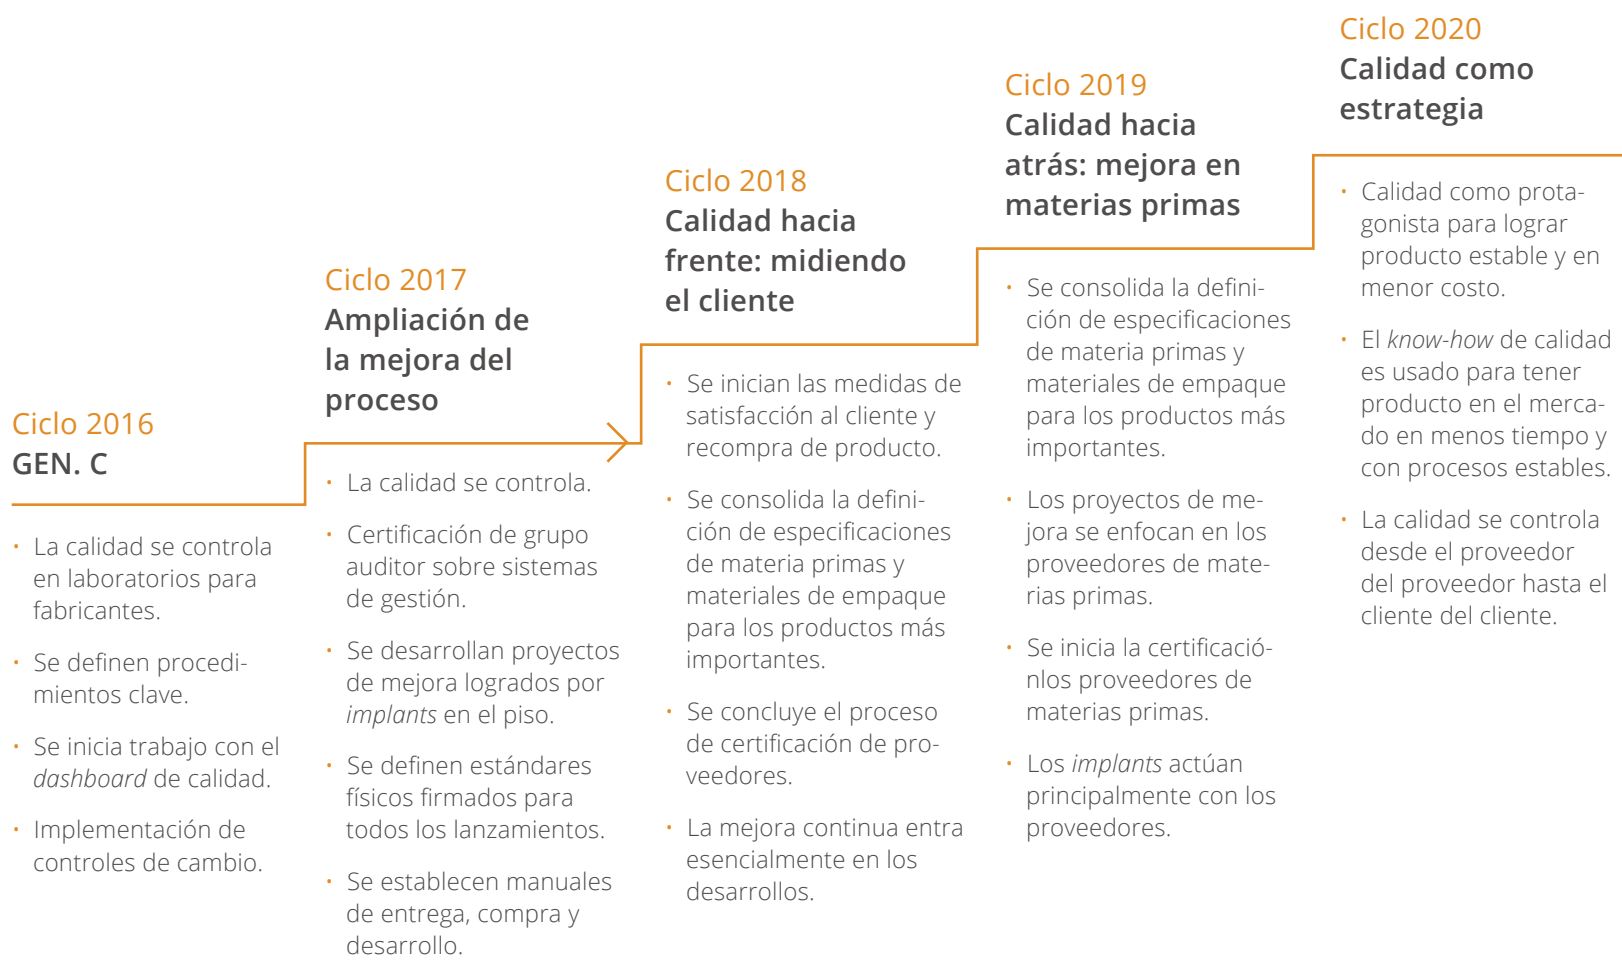 Ciclo 2016
GEN. C
• La calidad se controla
en laboratorios para
fabricantes.
• Se definen procedi-
mientos clave.
• Se inicia trabajo con el
dashboard de calidad.
• Implementación de
controles de cambio.
Ciclo 2017
Ampliación de
la mejora del
proceso
• La calidad se controla.
• Certificación de grupo
auditor sobre sistemas
de gestión.
• Se desarrollan proyectos
de mejora logrados por
implants en el piso.
• Se definen estándares
físicos firmados para
todos los lanzamientos.
• Se establecen manuales
de entrega, compra y
desarrollo.
Ciclo 2018
Calidad hacia
frente: midiendo
el cliente
• Se inician las medidas de
satisfacción al cliente y
recompra de producto.
• Se consolida la defini-
ción de especificaciones
de materia primas y
materiales de empaque
para los productos más
importantes.
• Se concluye el proceso
de certificación de pro-
veedores.
• La mejora continua entra
esencialmente en los
desarrollos.
Ciclo 2019
Calidad hacia
atrás: mejora en
materias primas
• Se consolida la defini-
ción de especificaciones
de materia primas y
materiales de empaque
para los productos más
importantes.
• Los proyectos de me-
jora se enfocan en los
proveedores de mate-
rias primas.
• Se inicia la certificació-
nlos proveedores de
materias primas.
• Los implants actúan
principalmente con los
proveedores.
Ciclo 2020
Calidad como
estrategia
• Calidad como prota-
gonista para lograr
producto estable y en
menor costo.
• El know-how de calidad
es usado para tener
producto en el merca-
do en menos tiempo y
con procesos estables.
• La calidad se controla
desde el proveedor
del proveedor hasta el
cliente del cliente.